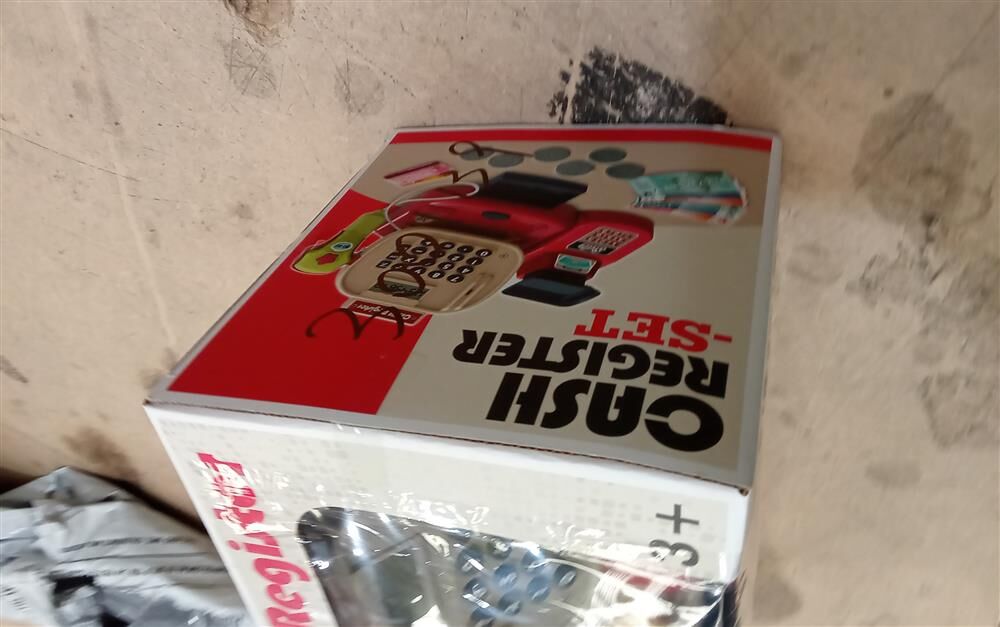 CASH
REGISTER
-SET
Register
3+